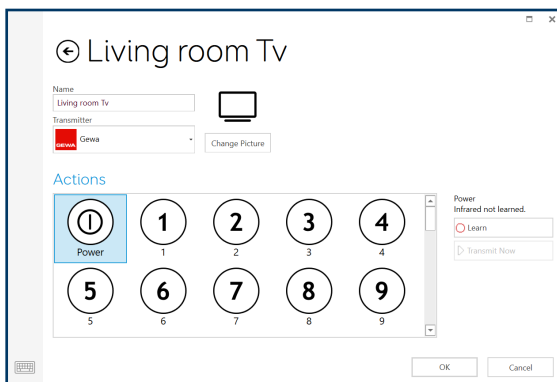 Living room Tv
Name
Living room Tv
Transmitter
GEWA Gewa
Change Picture
Actions
Power
Infrared not learned.
1 2 3 4
Learn
Power 1 2 3 4
Transmit Now
5 6 7 8 9
5 6 7 8 9
OK Cancel